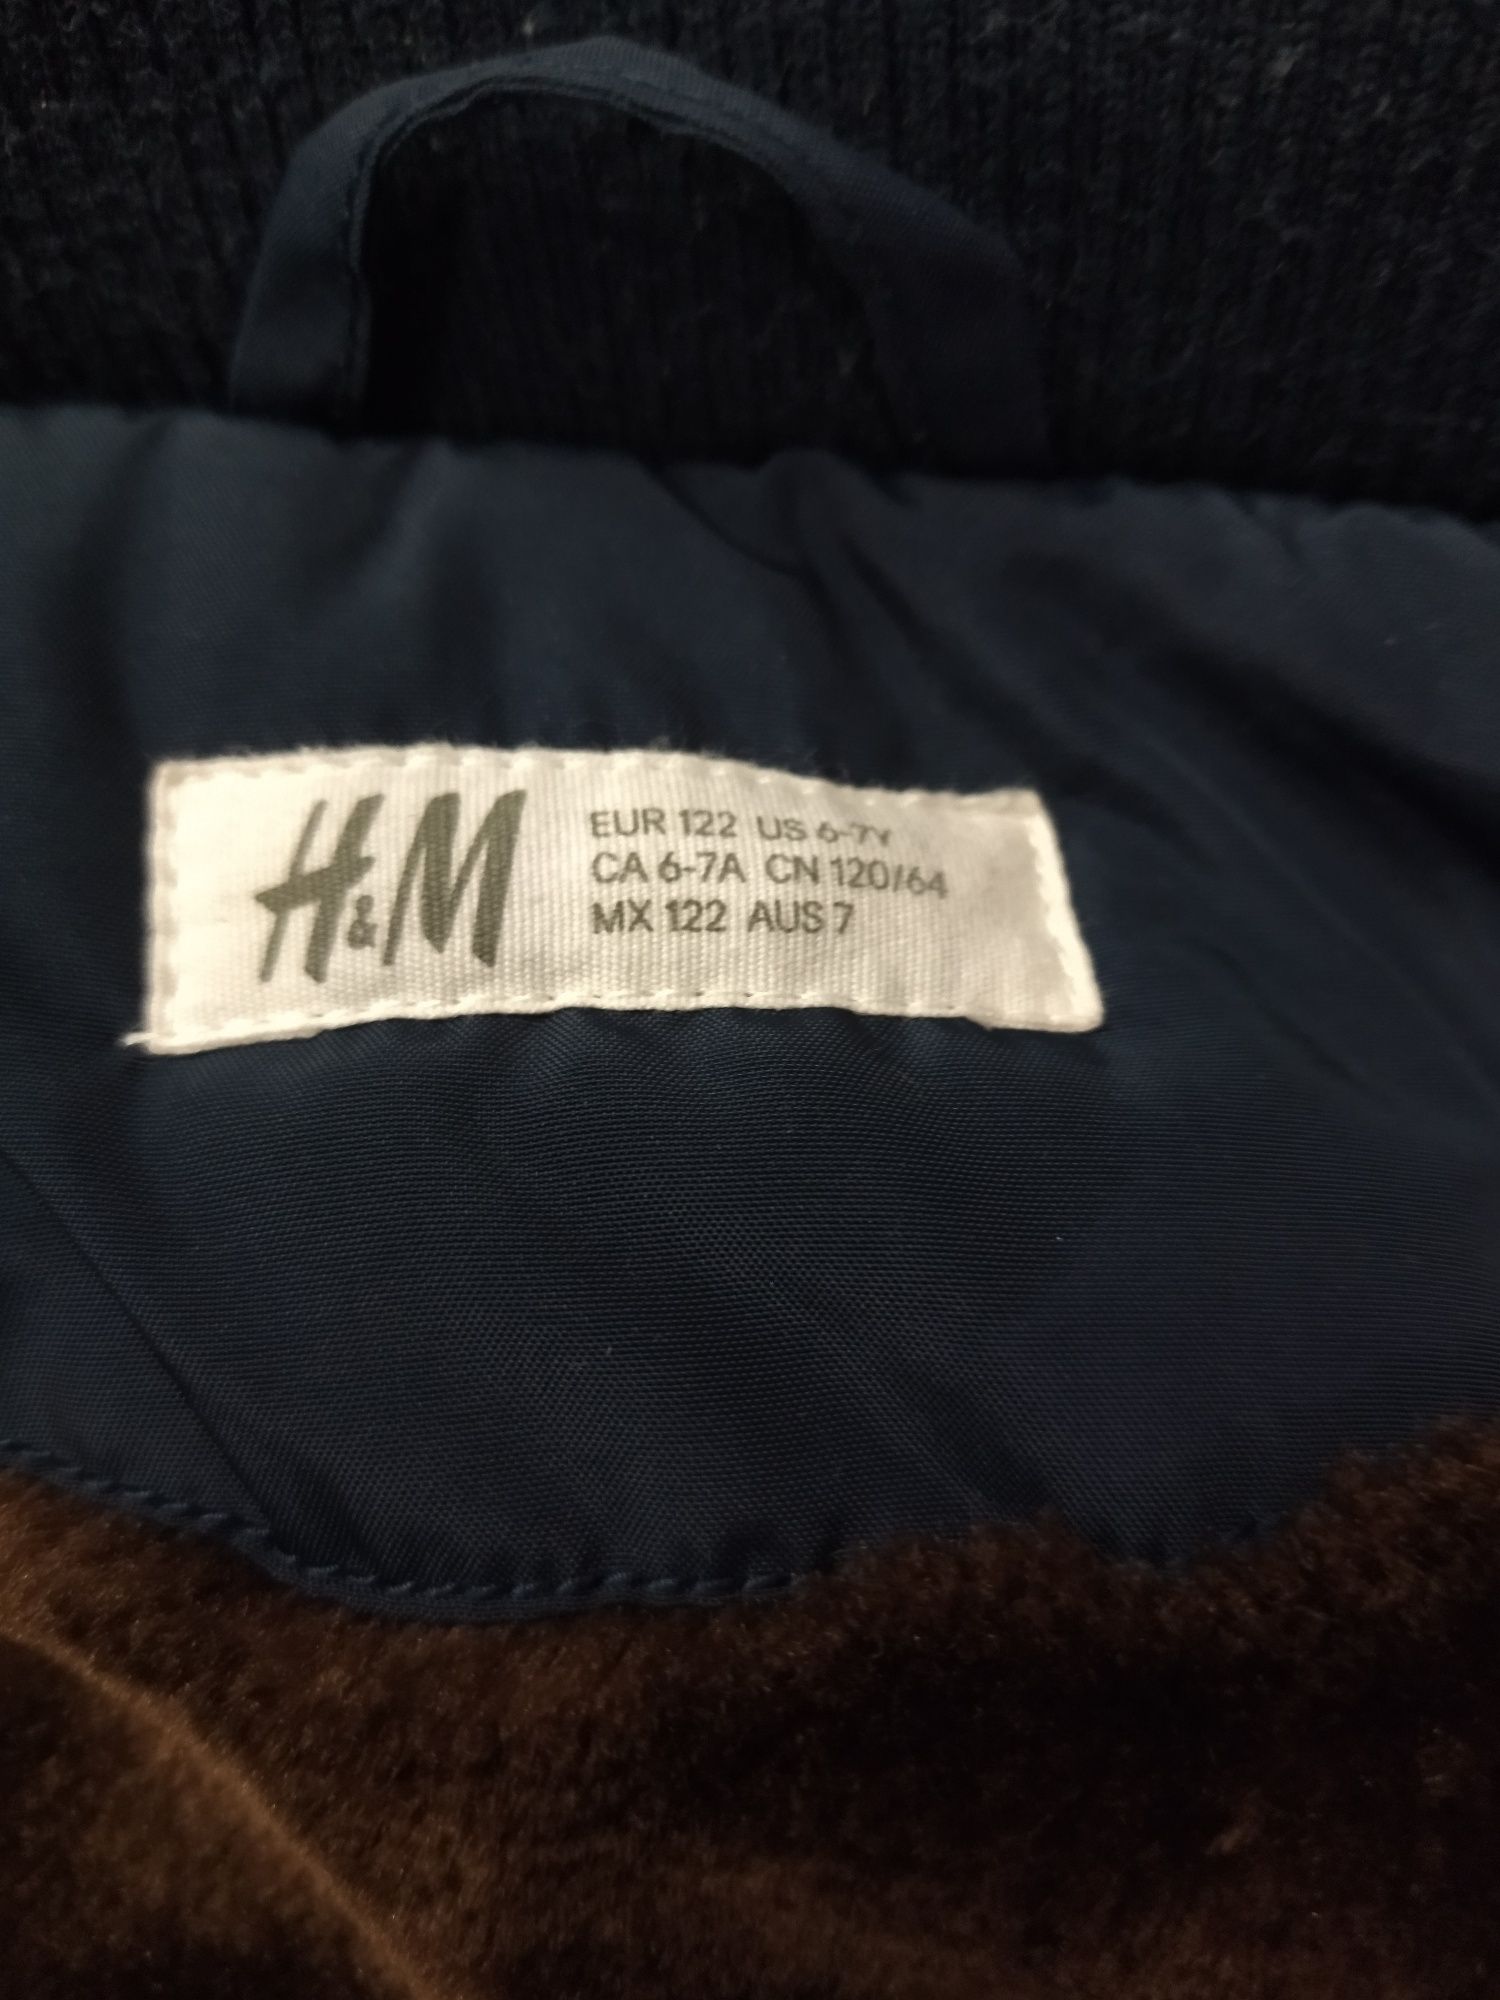 H&M
EUR 122 US 6-7Y
CA 6-7A CN 120/64
MX 122 AUS 7